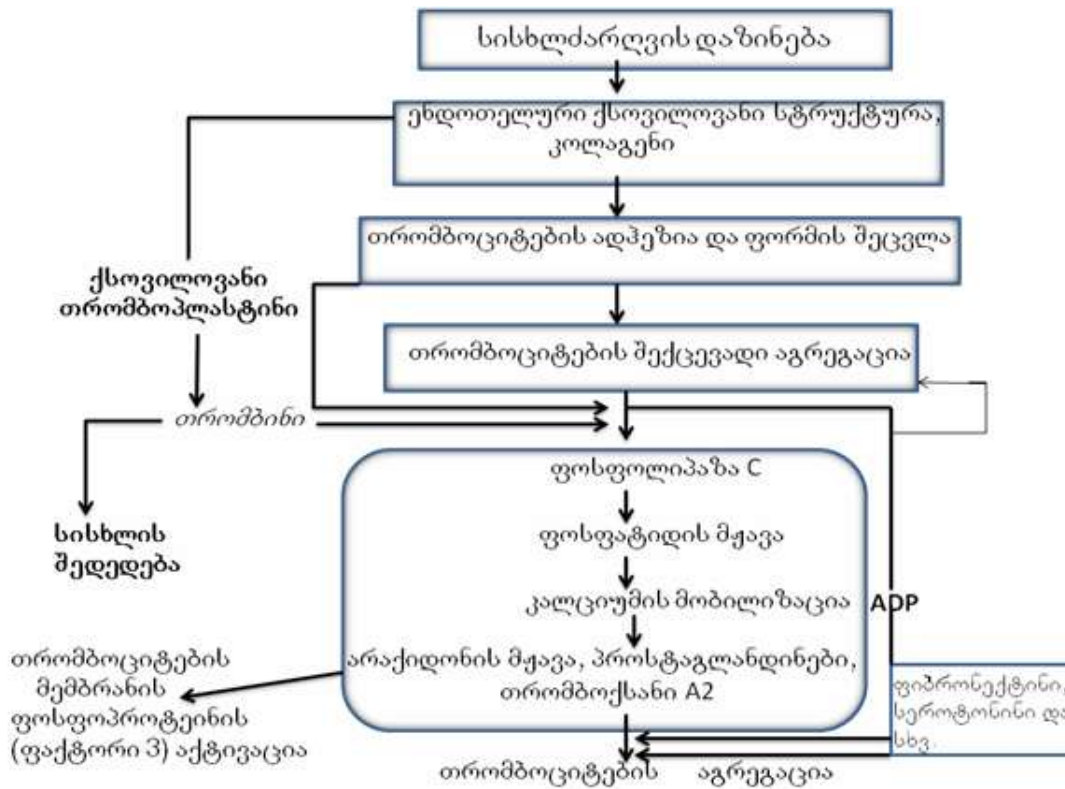 სისხლძარღვის დაზინება
ენდოთელური ქსოვილოვანი სტრუქტურა,
კოლაგენი
თრომბოციტების ადჰეზია და ფორმის შეცვლა
ქსოვილოვანი
თრომბოპლასტინი
თრომბოციტების შექცევადი აგრეგაცია
თრომბინი
ფოსფოლიპაზა C
სისხლის
შედედება
ფოსფატიდის მჟავა
კალციუმის მობილიზაცია
ADP
თრომბოციტების
მემბრანის
ფოსფოპროტეინის
(ფაქტორი 3) აქტივაცია
არაქიდონის მჟავა, პროსტაგლანდინები,
თრომბოქსანი A2
ფიპრონექტინი,
სეროტონინი და
სხვ.
თრომბოციტების აგრეგაცია